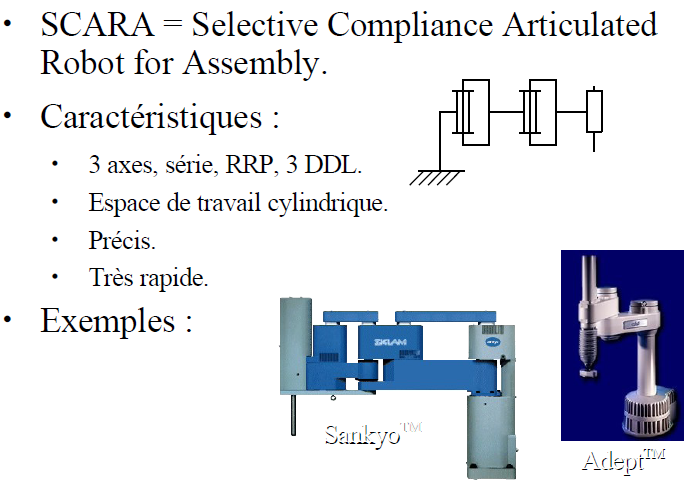 • SCARA = Selective Compliance Articulated
Robot for Assembly.
• Caractéristiques :
• 3 axes, série, RRP, 3 DDL.
• Espace de travail cylindrique.
• Précis.
• Très rapide.
• Exemples :
SKILAM
Sankyo™
Adept™